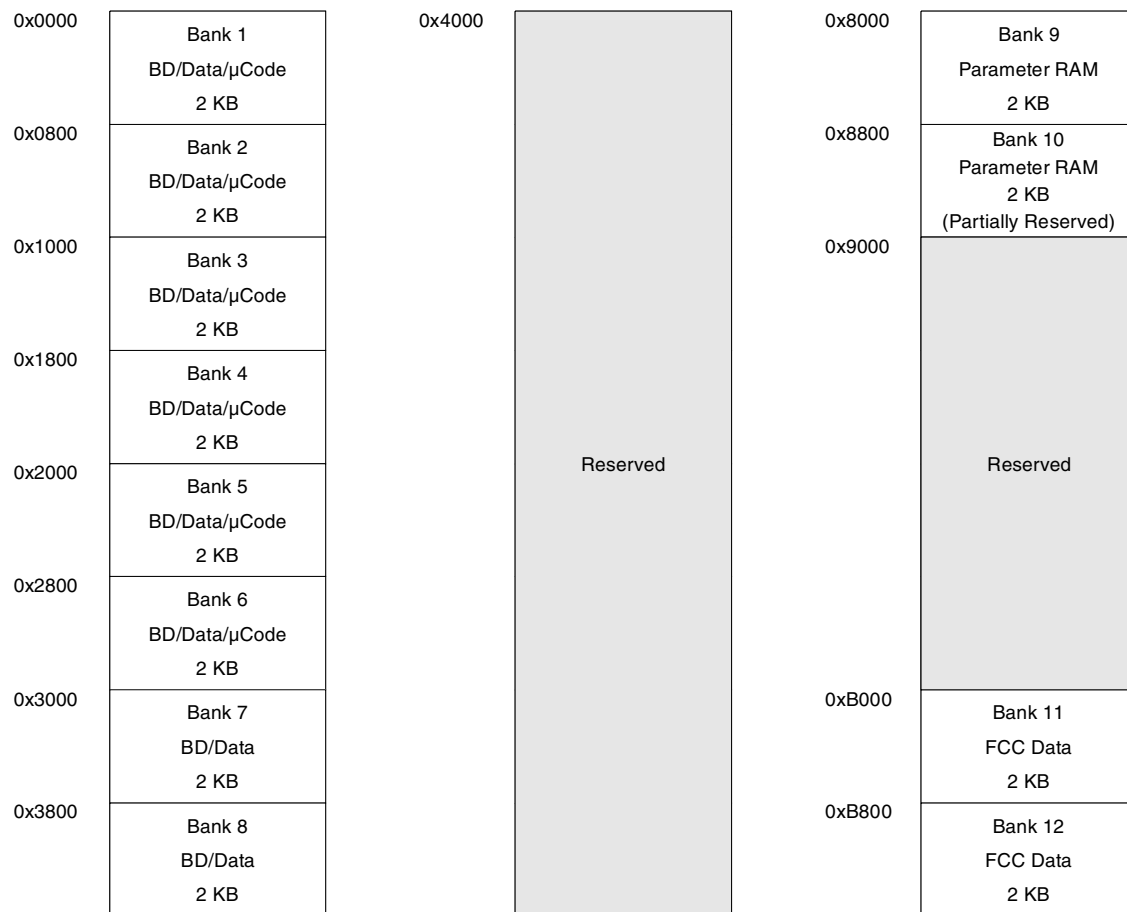 0x0000
Bank 1
BD/Data/µCode
2 KB
0x0800
Bank 2
BD/Data/µCode
2 KB
0x1000
Bank 3
BD/Data/µCode
2 KB
0x1800
Bank 4
BD/Data/µCode
2 KB
0x2000
Bank 5
BD/Data/µCode
2 KB
0x2800
Bank 6
BD/Data/µCode
2 KB
0x3000
Bank 7
BD/Data
2 KB
0x3800
Bank 8
BD/Data
2 KB
0x4000
Reserved
0x8000
Bank 9
Parameter RAM
2 KB
0x8800
Bank 10
Parameter RAM
2 KB
(Partially Reserved)
0x9000
Reserved
0xB000
Bank 11
FCC Data
2 KB
0xB800
Bank 12
FCC Data
2 KB